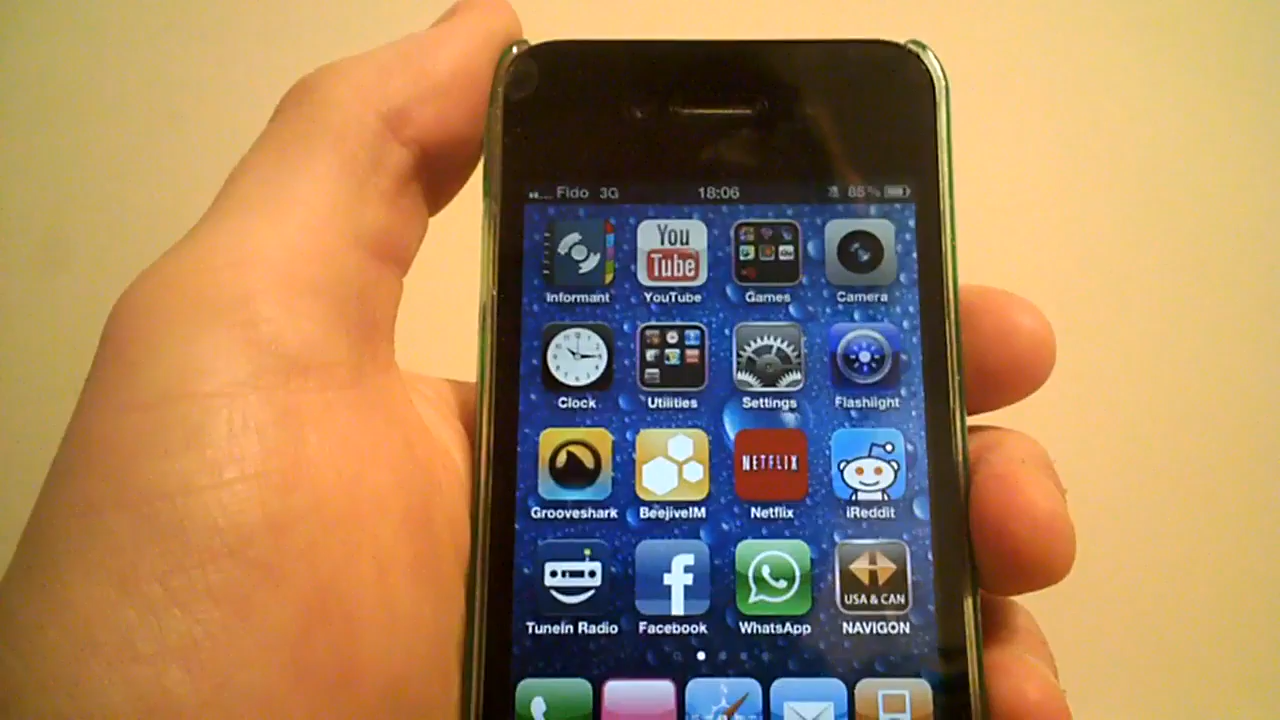 Fido 3G 18:06 85%
You
Tube
Informant YouTube Games Camera
Clock Utilities Settings Flashlight
NETFLIX
Grooveshark BeejiveIM Netflix iReddit
USA & CAN
TuneIn Radio Facebook WhatsApp NAVIGON